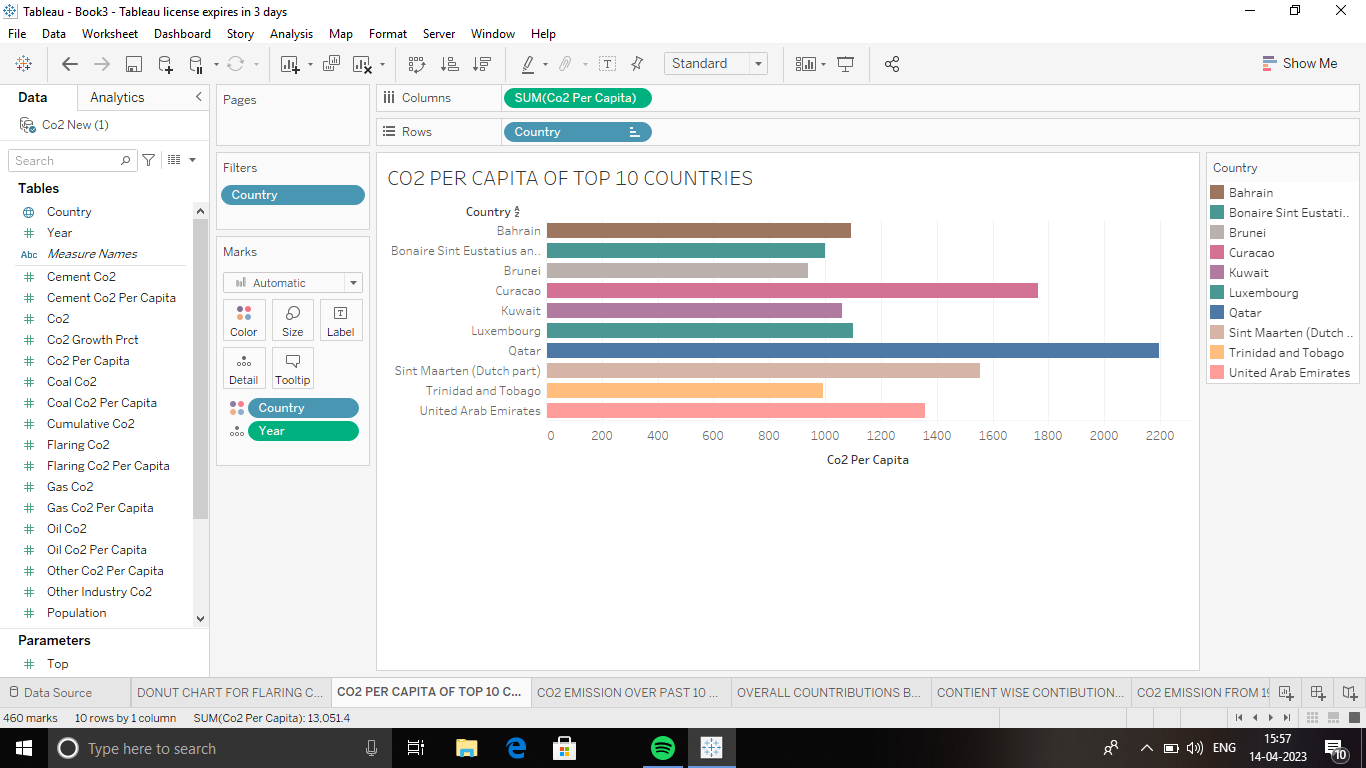 Tableau - Book3 - Tableau license expires in 3 days
File Data Worksheet Dashboard Story Analysis Map Format Server Window Help
Standard
Show Me
Data Analytics
Co2 New (1)
Search
Tables
Country
Year
Abc Measure Names
Cement Co2
Cement Co2 Per Capita
Co2
Co2 Growth Prct
Co2 Per Capita
Coal Co2
Coal Co2 Per Capita
Cumulative Co2
Flaring Co2
Flaring Co2 Per Capita
Gas Co2
Gas Co2 Per Capita
Oil Co2
Oil Co2 Per Capita
Other Co2 Per Capita
Other Industry Co2
Population
Parameters
Top
Pages
Filters
Country
Marks
Automatic
Color Size Label
Detail Tooltip
Country
Year
Columns SUM(Co2 Per Capita)
Rows Country
CO2 PER CAPITA OF TOP 10 COUNTRIES
Country
Bahrain
Bonaire Sint Eustatius an..
Brunei
Curacao
Kuwait
Luxembourg
Qatar
Sint Maarten (Dutch part)
Trinidad and Tobago
United Arab Emirates
0 200 400 600 800 1000 1200 1400 1600 1800 2000 2200
Co2 Per Capita
Country
Bahrain
Bonaire Sint Eustati..
Brunei
Curacao
Kuwait
Luxembourg
Qatar
Sint Maarten (Dutch ..
Trinidad and Tobago
United Arab Emirates
Data Source DONUT CHART FOR FLARING C... CO2 PER CAPITA OF TOP 10 C... CO2 EMISSION OVER PAST 10 ... OVERALL COUNTRIBUTIONS B... CONTIENT WISE CONTIBUTION... CO2 EMISSION FROM 19
460 marks 10 rows by 1 column SUM(Co2 Per Capita): 13,051.4
Type here to search
ENG
15:57
14-04-2023
10